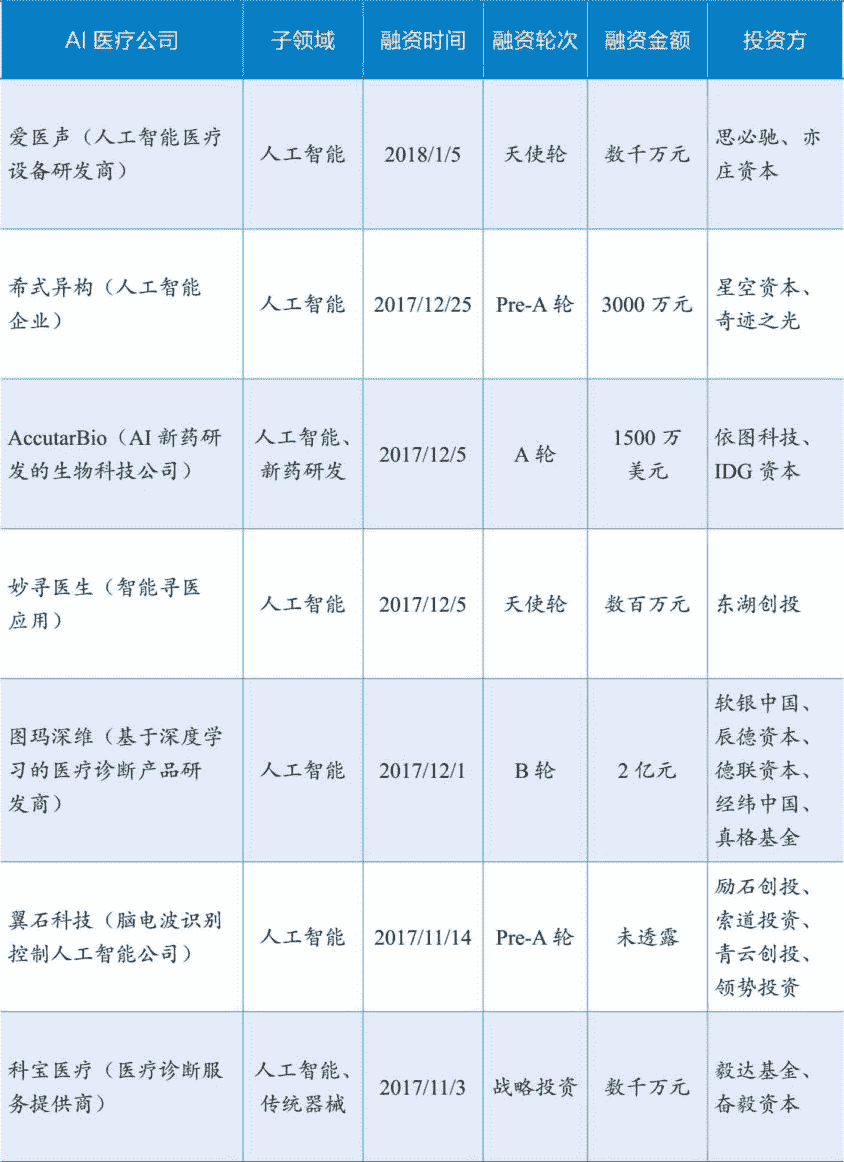 AI 医疗公司 子领域 融资时间 融资轮次 融资金额 投资方
爱医声（人工智能医疗
设备研发商）
人工智能
2018/1/5
天使轮
数千万元
思必驰、亦
庄资本
希式异构（人工智能
企业）
人工智能
2017/12/25
Pre-A 轮
3000 万元
星空资本、
奇迹之光
AccutarBio（AI 新药研
发的生物科技公司）
人工智能、
新药研发
2017/12/5
A 轮
1500 万
美元
依图科技、
IDG 资本
妙寻医生（智能寻医
应用）
人工智能
2017/12/5
天使轮
数百万元
东湖创投
图玛深维（基于深度学
习的医疗诊断产品研
发商）
人工智能
2017/12/1
B 轮
2 亿元
软银中国、
辰德资本、
德联资本、
经纬中国、
真格基金
翼石科技（脑电波识别
控制人工智能公司）
人工智能
2017/11/14
Pre-A 轮
未透露
励石创投、
索道投资、
青云创投、
领势投资
科宝医疗（医疗诊断服
务提供商）
人工智能、
传统器械
2017/11/3
战略投资
数千万元
毅达基金、
奋毅资本